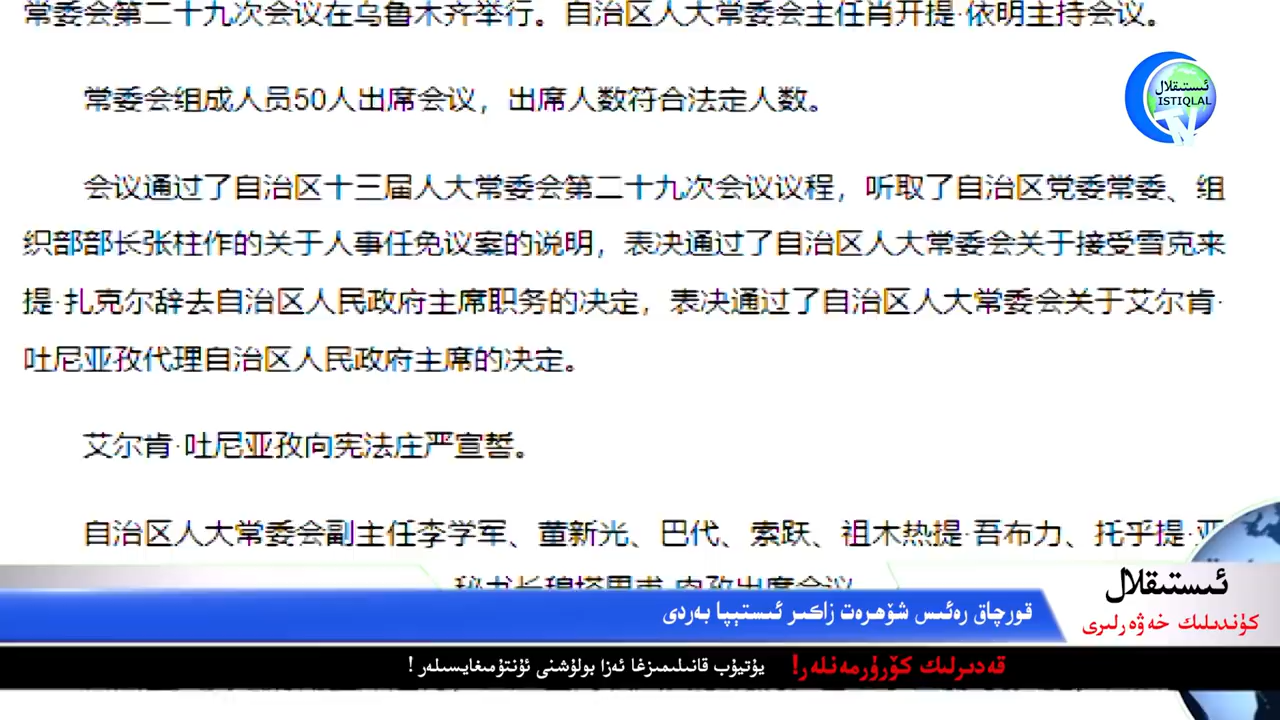 常委会第二十九次会议在乌鲁木齐举行。自治区人大常委会主任肖开提·依明主持会议。
常委会组成人员50人出席会议，出席人数符合法定人数。
会议通过了自治区十三届人大常委会第二十九次会议议程，听取了自治区党委常委、组
织部部长张柱作的关于人事任免议案的说明，表决通过了自治区人大常委会关于接受雪克来
提·扎克尔辞去自治区人民政府主席职务的决定，表决通过了自治区人大常委会关于艾尔肯·
吐尼亚孜代理自治区人民政府主席的决定。
艾尔肯·吐尼亚孜向宪法庄严宣誓。
自治区人大常委会副主任李学军、董新光、巴代、索跃、祖木热提·吾布力、托乎提·亚
出席会议
ئىستىقلال
ISTIQLAL
TV
ئىستىقلال
كۈندىلىك خەۋەرلىرى
قورچاق رەئىس شۆھرەت زاكىر ئىستېپا بەردى
قەدىرلىك كۆرۈرمەنلەر! يۇتيۇب قانىلىمىزغا ئەزا بولۇشنى ئۇنتۇمىغايسىلەر !